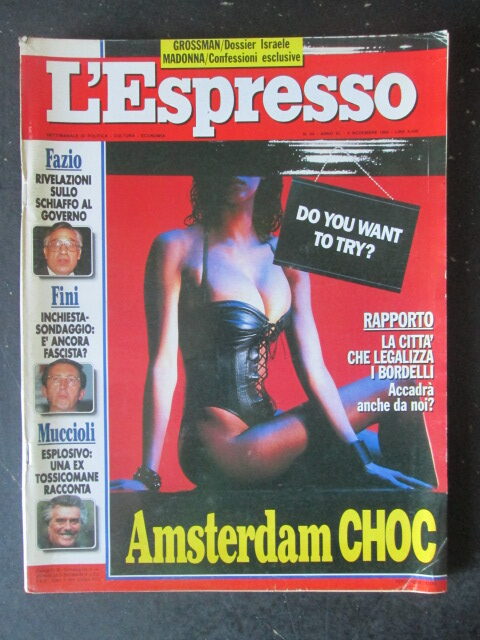 GROSSMAN/Dossier Israele
MADONNA/Confessioni esclusive
L'Espresso
SETTIMANALE DI POLITICA - CULTURA - ECONOMIA
Fazio
RIVELAZIONI
SULLO
SCHIAFFO AL
GOVERNO
Fini
INCHIESTA-
SONDAGGIO:
E' ANCORA
FASCISTA?
Muccioli
ESPLOSIVO:
UNA EX
TOSSICOMANE
RACCONTA
DO YOU WANT
TO TRY?
RAPPORTO
LA CITTA'
CHE LEGALIZZA
I BORDELLI
Accadrà
anche da noi?
Amsterdam CHOC